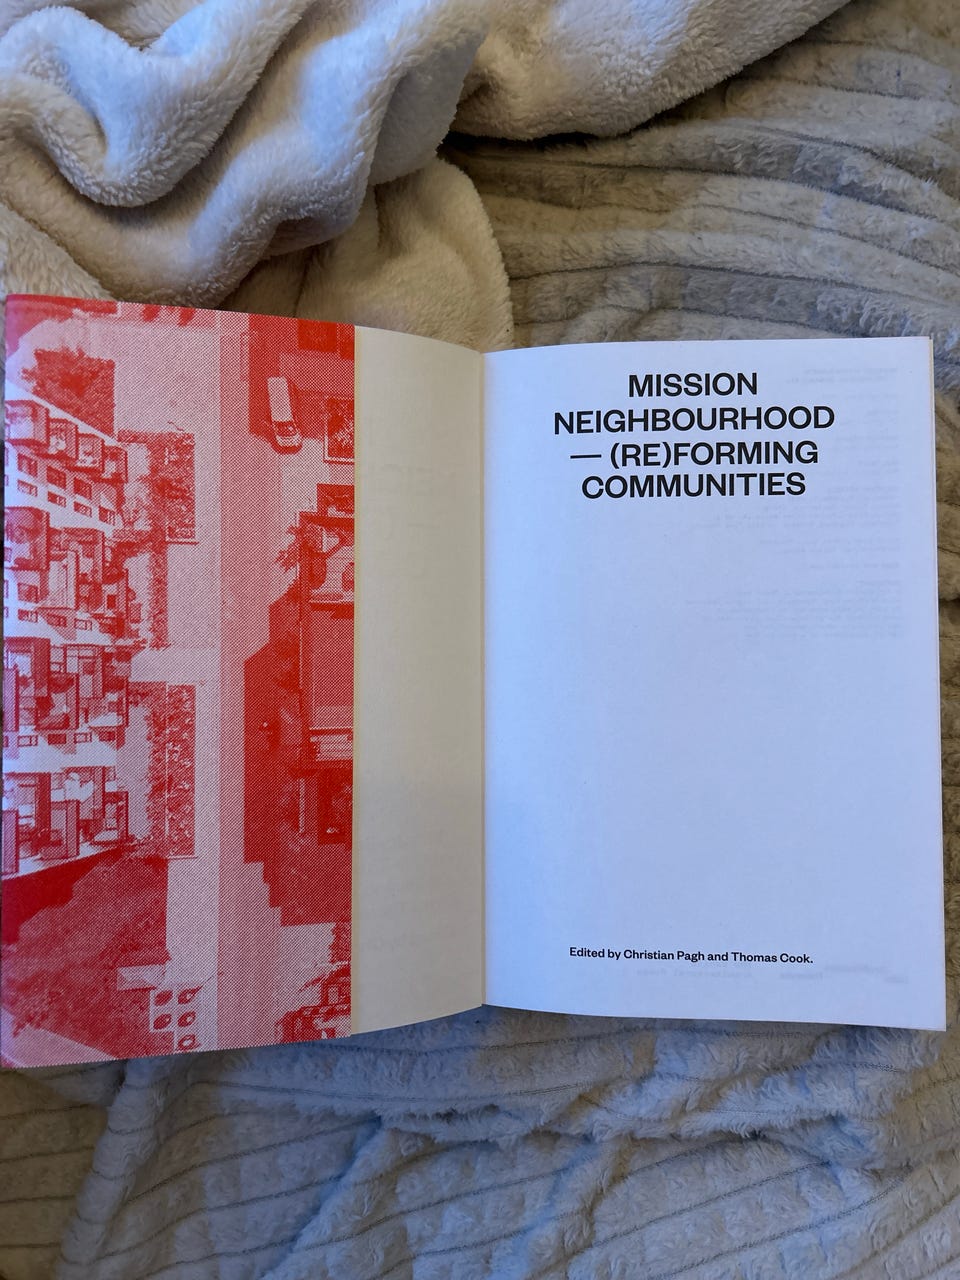 MISSION
NEIGHBOURHOOD
— (RE)FORMING
COMMUNITIES
Edited by Christian Pagh and Thomas Cook.